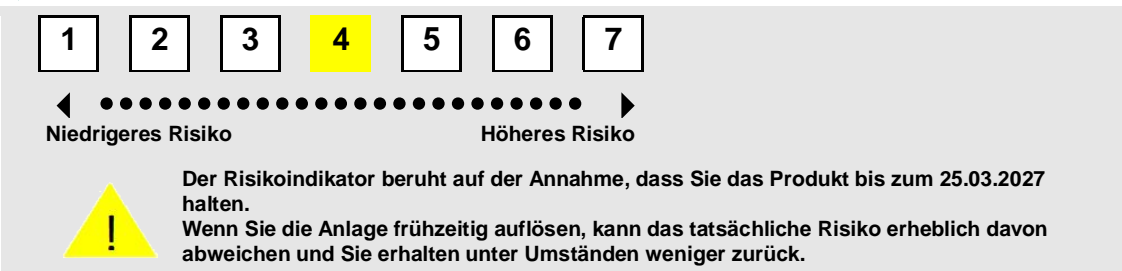 1 2 3 4 5 6 7
Niedrigeres Risiko Höheres Risiko
Der Risikoindikator beruht auf der Annahme, dass Sie das Produkt bis zum 25.03.2027
halten.
! Wenn Sie die Anlage frühzeitig auflösen, kann das tatsächliche Risiko erheblich davon
abweichen und Sie erhalten unter Umständen weniger zurück.